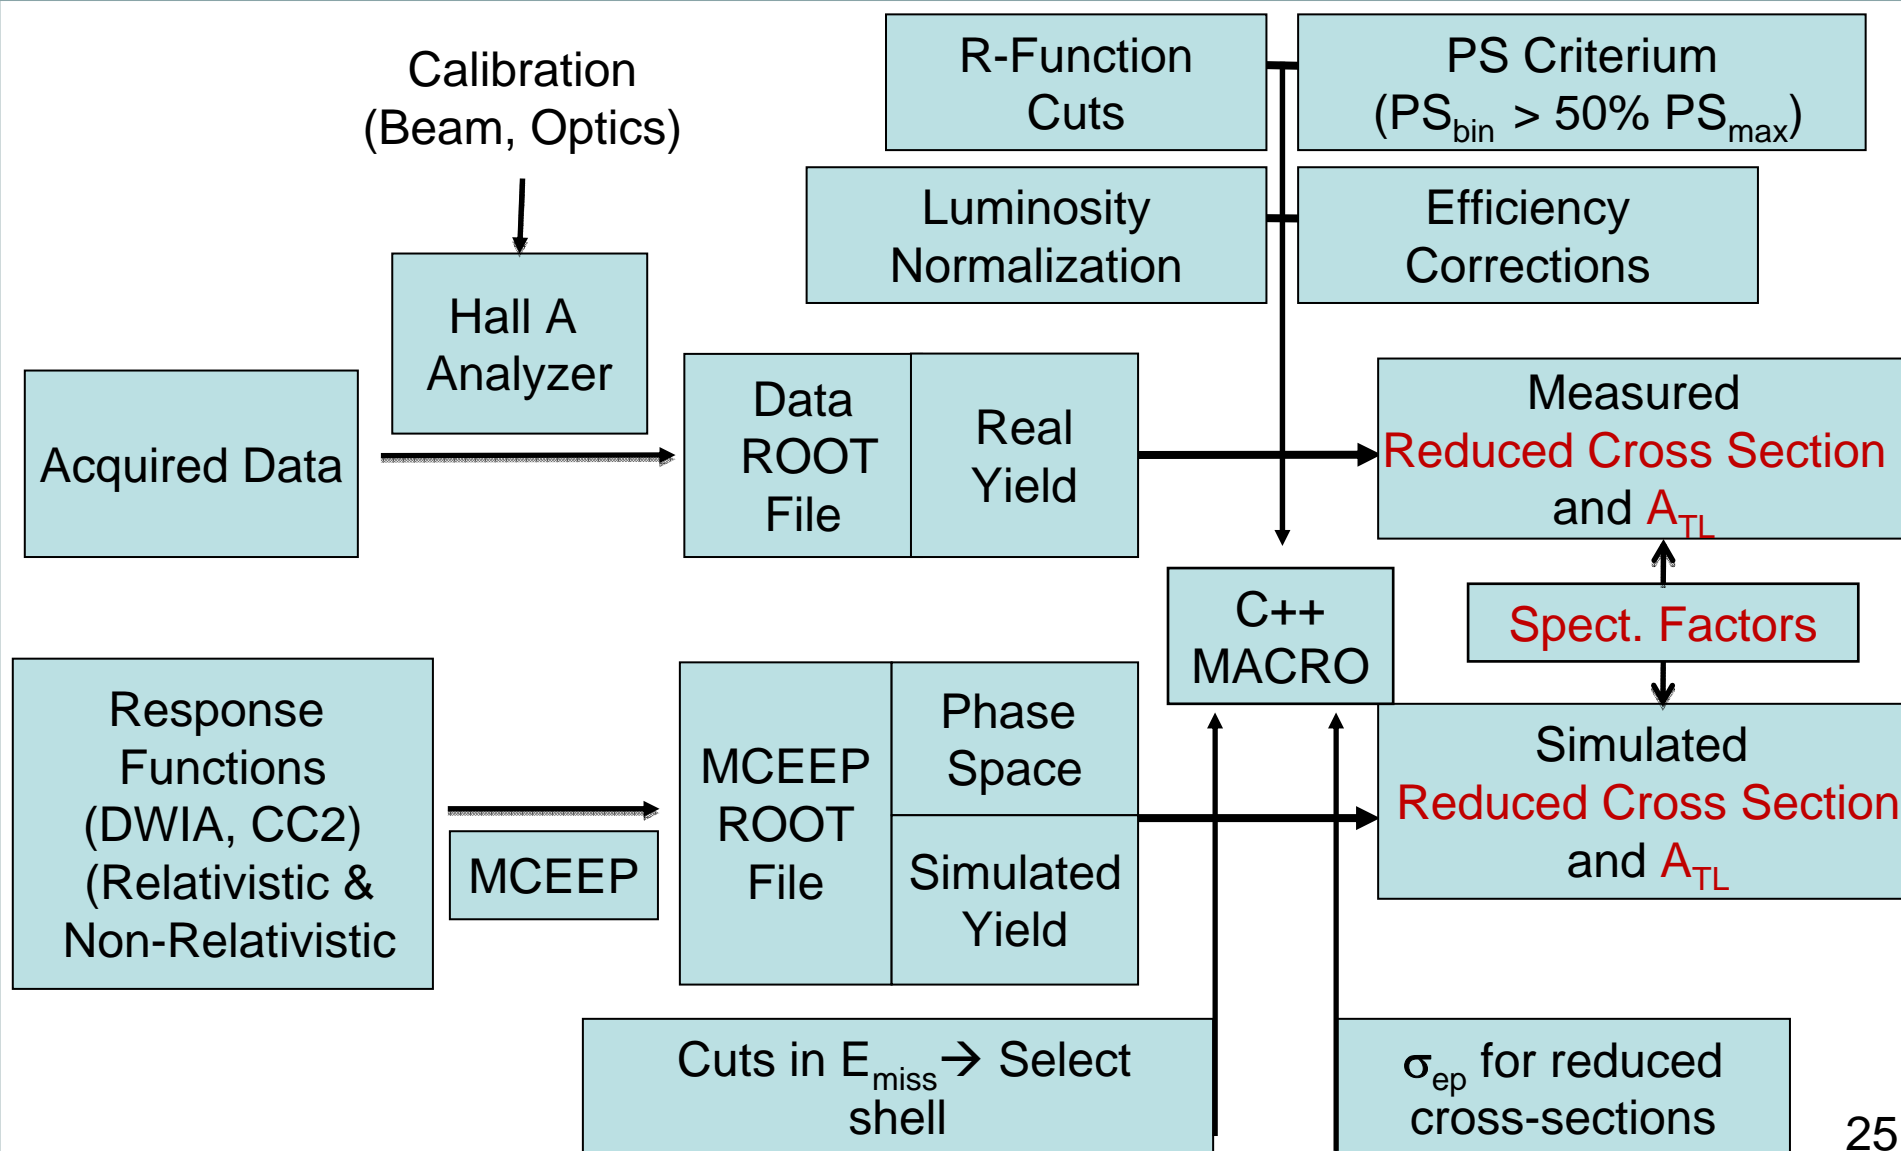 Calibration
(Beam, Optics)
R-Function
Cuts
PS Criterium
(PSbin > 50% PSmax)
Luminosity
Normalization
Efficiency
Corrections
Hall A
Analyzer
Acquired Data
Data
ROOT
File
Real
Yield
Measured
Reduced Cross Section
and ATL
C++
MACRO
Spect. Factors
Response
Functions
(DWIA, CC2)
(Relativistic &
Non-Relativistic
MCEEP
MCEEP
ROOT
File
Phase
Space
Simulated
Yield
Simulated
Reduced Cross Section
and ATL
Cuts in Emiss→ Select
shell
σep for reduced
cross-sections
25